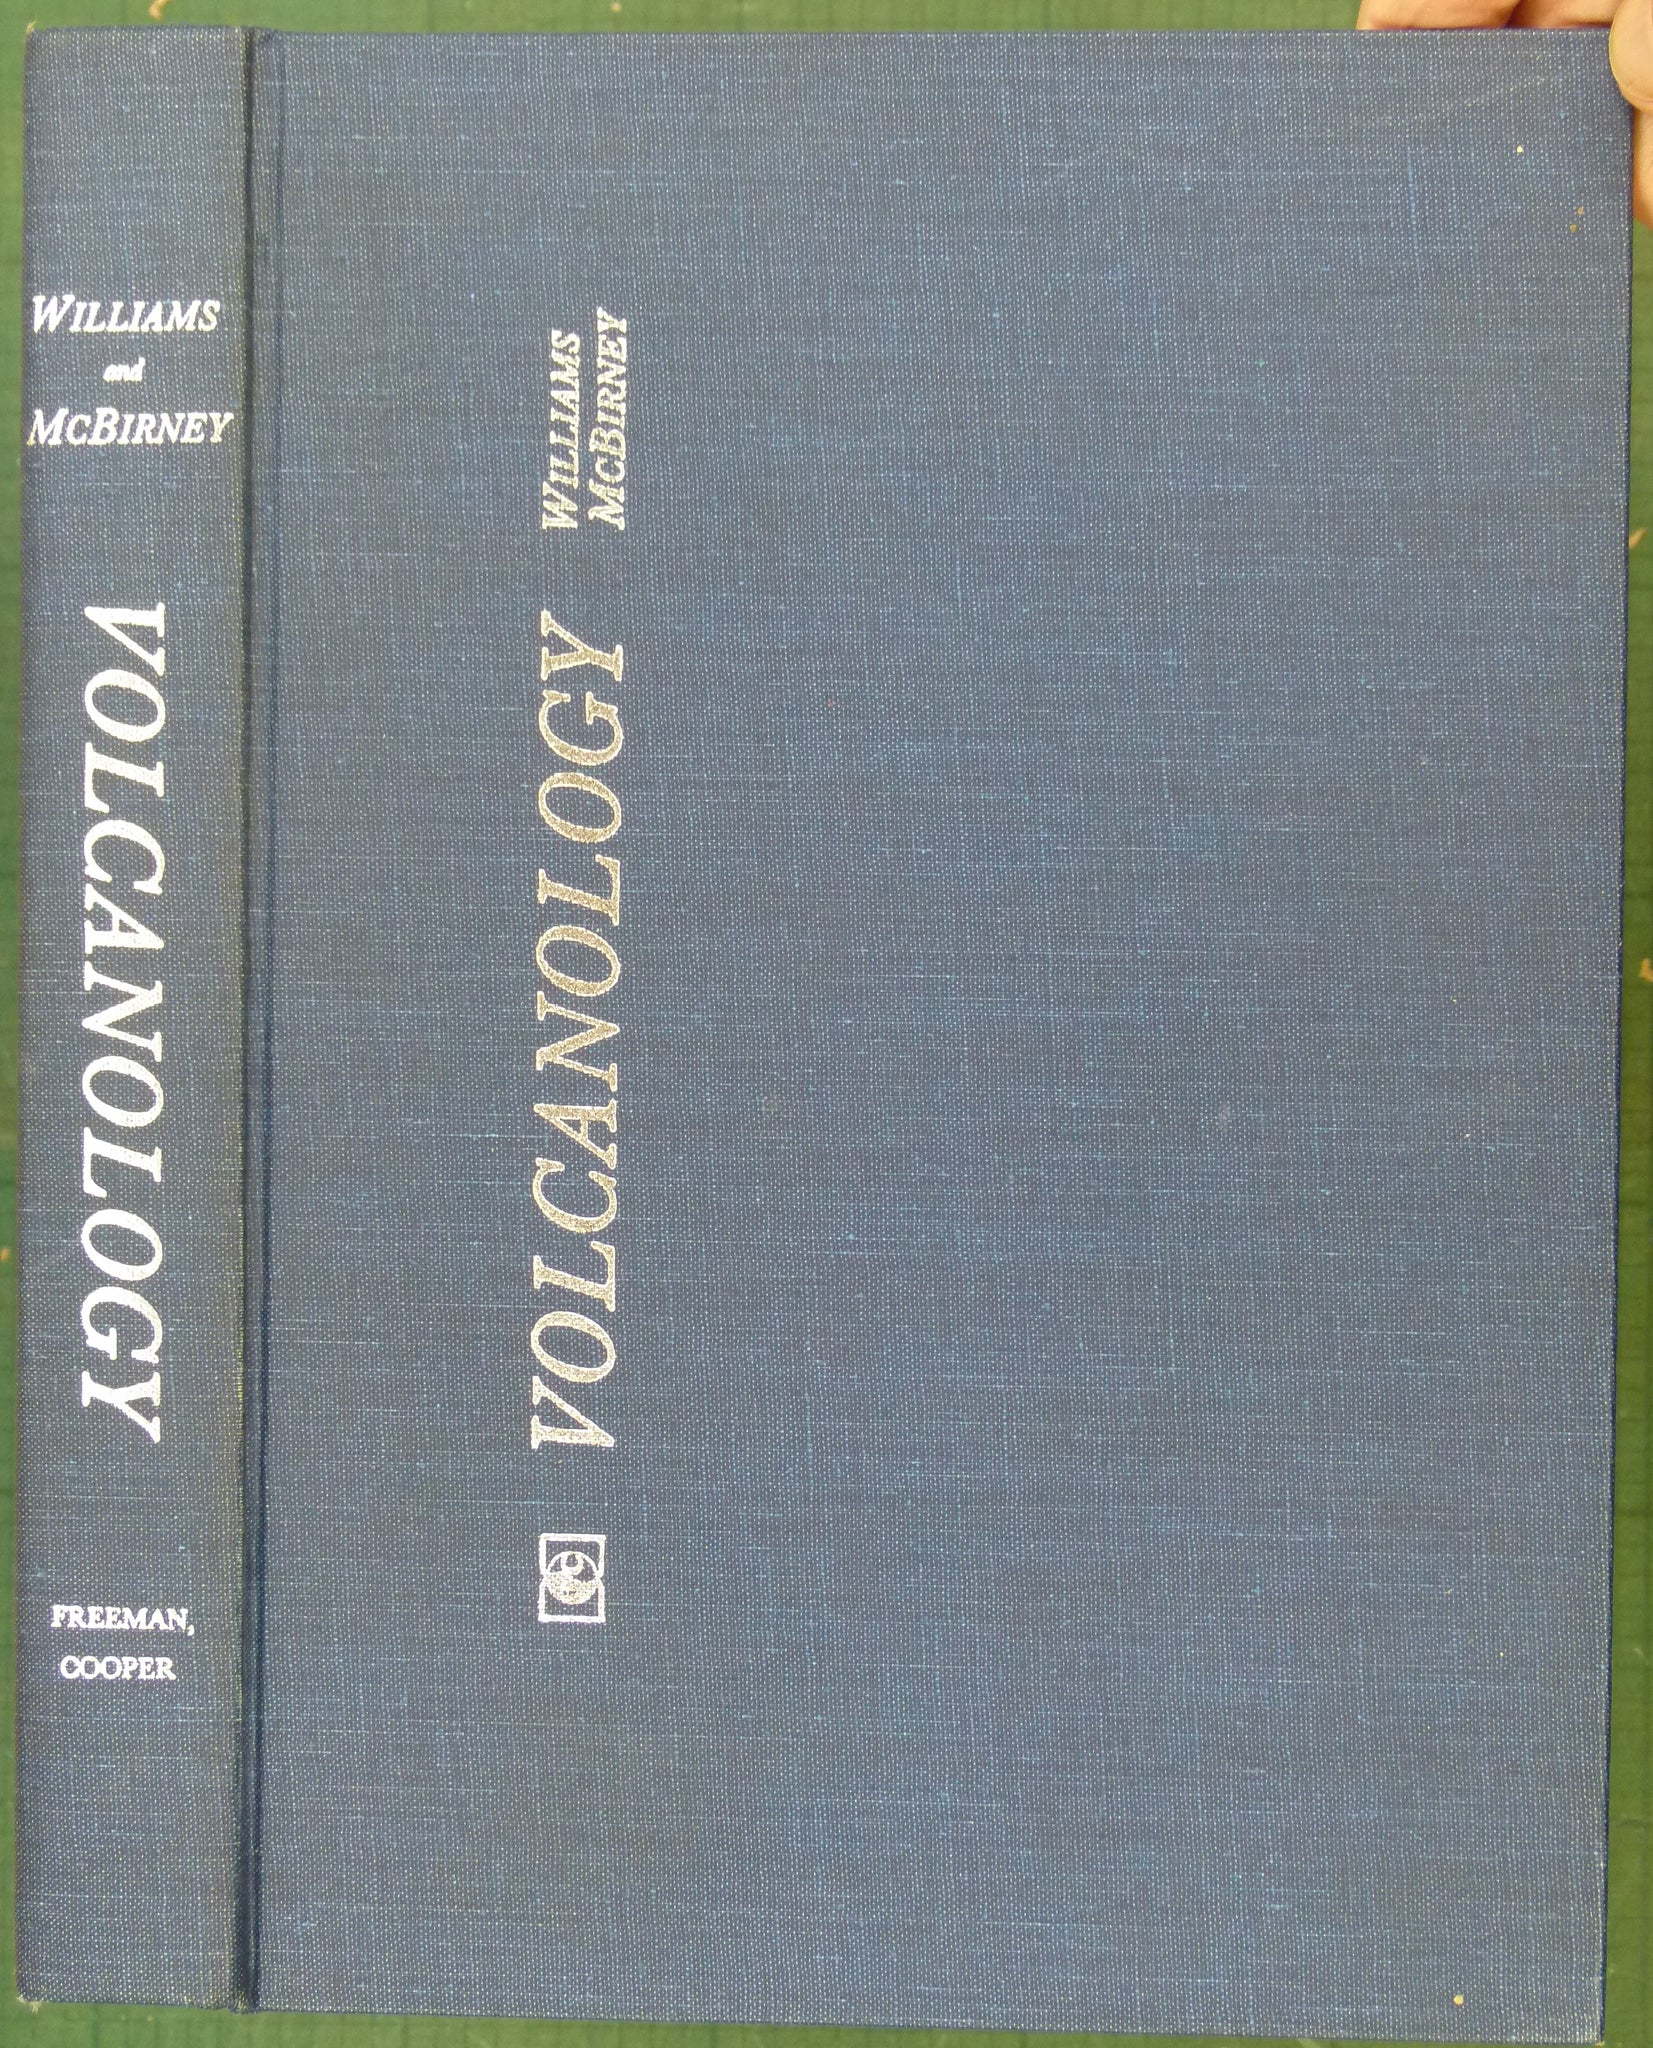 WILLIAMS
and
MCBIRNEY
VOLCANOLOGY
FREEMAN,
COOPER
VOLCANOLOGY
WILLIAMS
MCBIRNEY